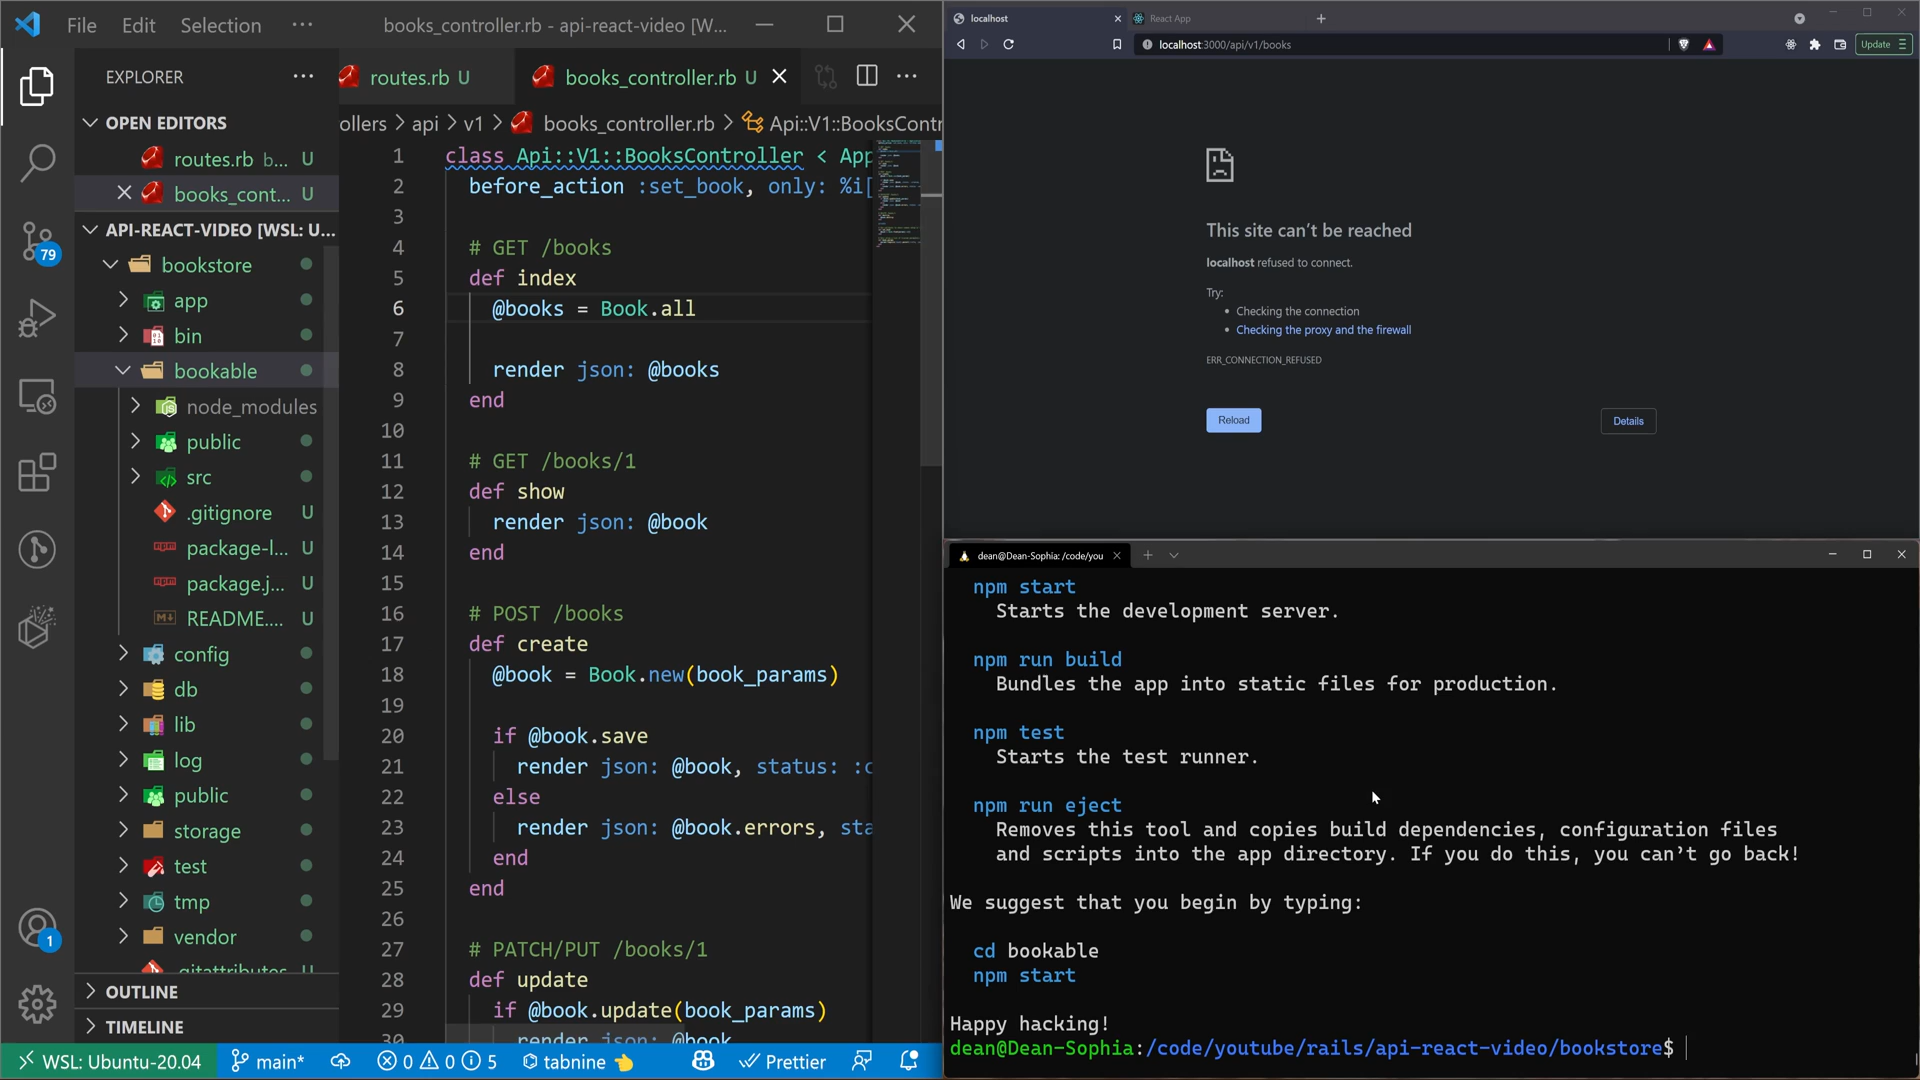 File Edit Selection ··· books_controller.rb - api-react-video [W...
EXPLORER ···
OPEN EDITORS
routes.rb b... U
books_cont... U
API-REACT-VIDEO [WSL: U...
bookstore
app
bin
bookable
node_modules
public
src
.gitignore U
package-l... U
package.j... U
README.... U
config
db
lib
log
public
storage
test
tmp
vendor
.gitattributes U
OUTLINE
TIMELINE
79
1
routes.rb U
books_controller.rb U
ollers > api > v1 > books_controller.rb > Api::V1::BooksContr
1 class Api::V1::BooksController < App
2 before_action :set_book, only: %i[
3
4 # GET /books
5 def index
6 @books = Book.all
7
8 render json: @books
9 end
10
11 # GET /books/1
12 def show
13 render json: @book
14 end
15
16 # POST /books
17 def create
18 @book = Book.new(book_params)
19
20 if @book.save
21 render json: @book, status: :c
22 else
23 render json: @book.errors, sta
24 end
25 end
26
27 # PATCH/PUT /books/1
28 def update
29 if @book.update(book_params)
30 render json: @book
WSL: Ubuntu-20.04 main* 0 0 5 tabnine Prettier
localhost
React App
localhost:3000/api/v1/books
Update
This site can't be reached
localhost refused to connect.
Try:
• Checking the connection
• Checking the proxy and the firewall
ERR_CONNECTION_REFUSED
Reload
Details
dean@Dean-Sophia: /code/you
npm start
Starts the development server.
npm run build
Bundles the app into static files for production.
npm test
Starts the test runner.
npm run eject
Removes this tool and copies build dependencies, configuration files
and scripts into the app directory. If you do this, you can't go back!
We suggest that you begin by typing:
cd bookable
npm start
Happy hacking!
dean@Dean-Sophia:/code/youtube/rails/api-react-video/bookstore$